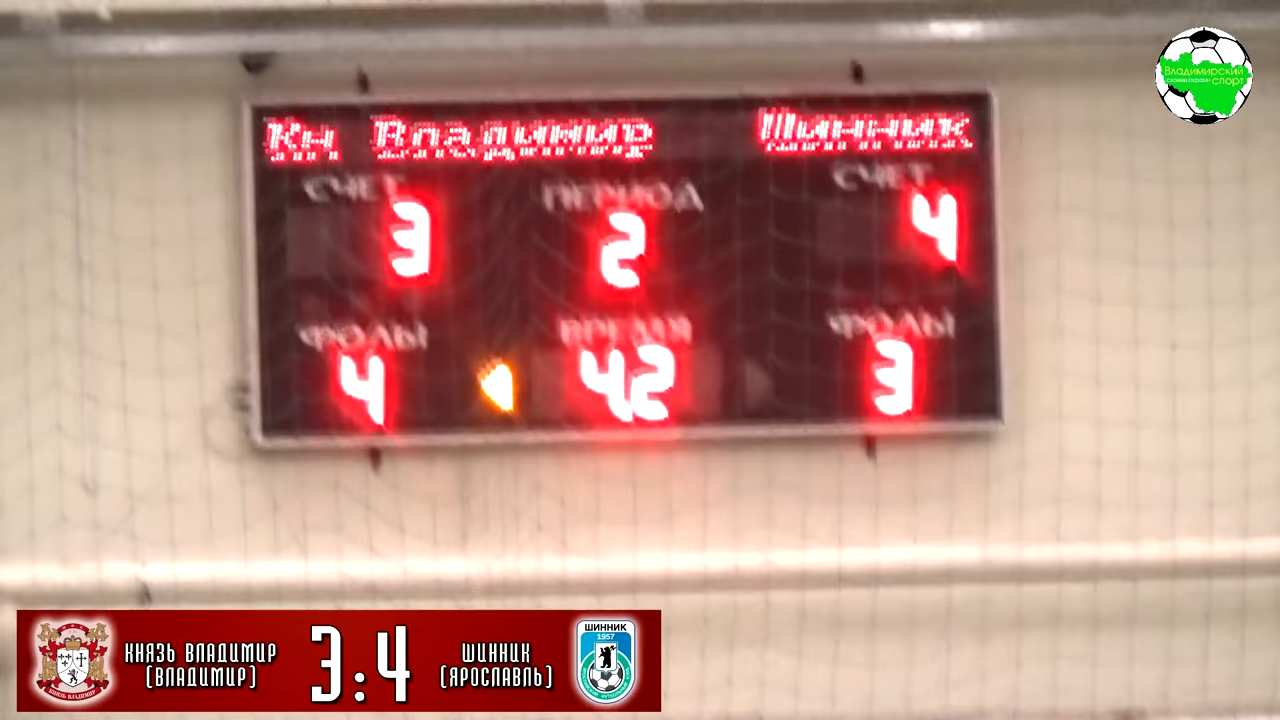 Владимирский
спорт
Кн Владимир Шинник
СЧЕТ ПЕРИОД СЧЕТ
3 2 4
ФОЛЫ ВРЕМЯ ФОЛЫ
4 42 3
КНЯЗЬ ВЛАДИМИР
(ВЛАДИМИР)
3:4
ШИННИК
(ЯРОСЛАВЛЬ)
ШИННИК
1957